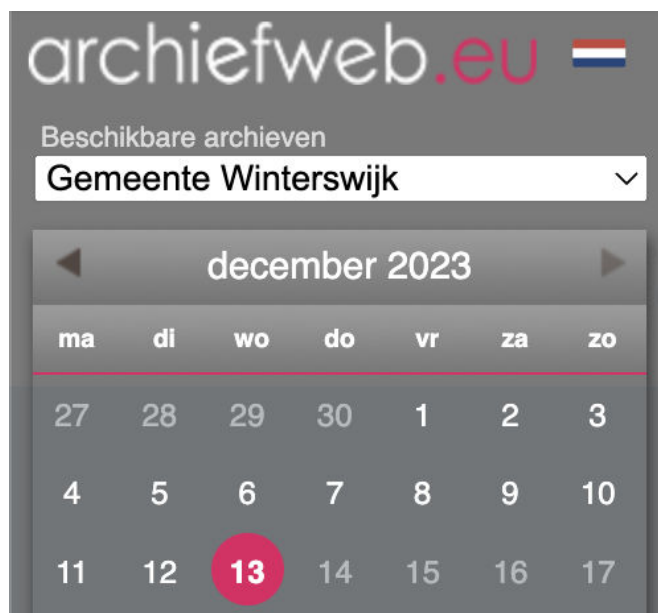 archiefweb.eu
Beschikbare archieven
Gemeente Winterswijk
december 2023
ma di wo do vr za zo
27 28 29 30 1 2 3
4 5 6 7 8 9 10
11 12 13 14 15 16 17